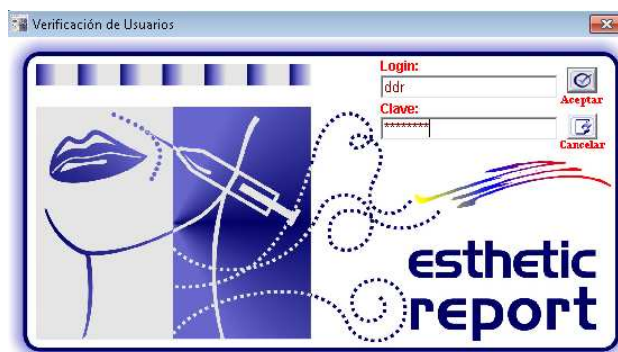 Verificación de Usuarios
Login:
ddr
Aceptar
Clave:
********
Cancelar
esthetic
report